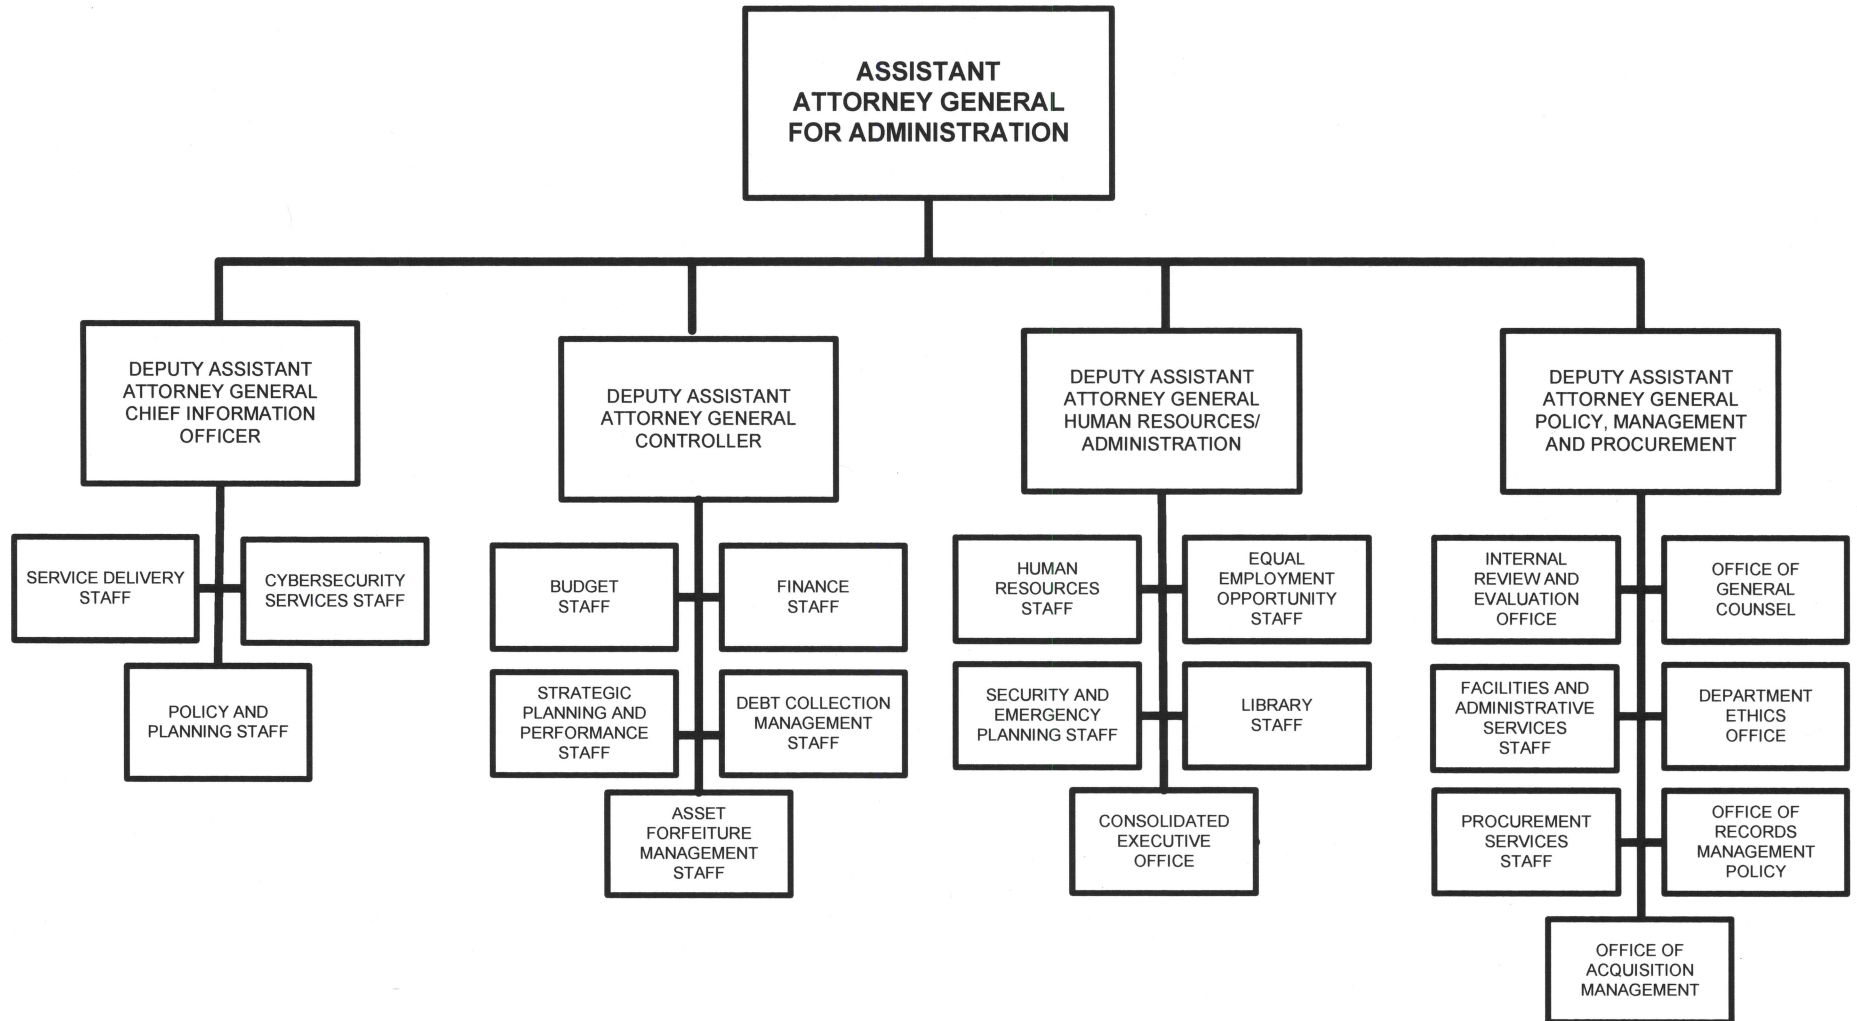 ASSISTANT
ATTORNEY GENERAL
FOR ADMINISTRATION
DEPUTY ASSISTANT
ATTORNEY GENERAL
CHIEF INFORMATION
OFFICER
DEPUTY ASSISTANT
ATTORNEY GENERAL
CONTROLLER
DEPUTY ASSISTANT
ATTORNEY GENERAL
HUMAN RESOURCES/
ADMINISTRATION
DEPUTY ASSISTANT
ATTORNEY GENERAL
POLICY, MANAGEMENT
AND PROCUREMENT
SERVICE DELIVERY
STAFF
CYBERSECURITY
SERVICES STAFF
POLICY AND
PLANNING STAFF
BUDGET
STAFF
FINANCE
STAFF
STRATEGIC
PLANNING AND
PERFORMANCE
STAFF
DEBT COLLECTION
MANAGEMENT
STAFF
ASSET
FORFEITURE
MANAGEMENT
STAFF
HUMAN
RESOURCES
STAFF
EQUAL
EMPLOYMENT
OPPORTUNITY
STAFF
SECURITY AND
EMERGENCY
PLANNING STAFF
LIBRARY
STAFF
CONSOLIDATED
EXECUTIVE
OFFICE
INTERNAL
REVIEW AND
EVALUATION
OFFICE
OFFICE OF
GENERAL
COUNSEL
FACILITIES AND
ADMINISTRATIVE
SERVICES
STAFF
DEPARTMENT
ETHICS
OFFICE
PROCUREMENT
SERVICES
STAFF
OFFICE OF
RECORDS
MANAGEMENT
POLICY
OFFICE OF
ACQUISITION
MANAGEMENT